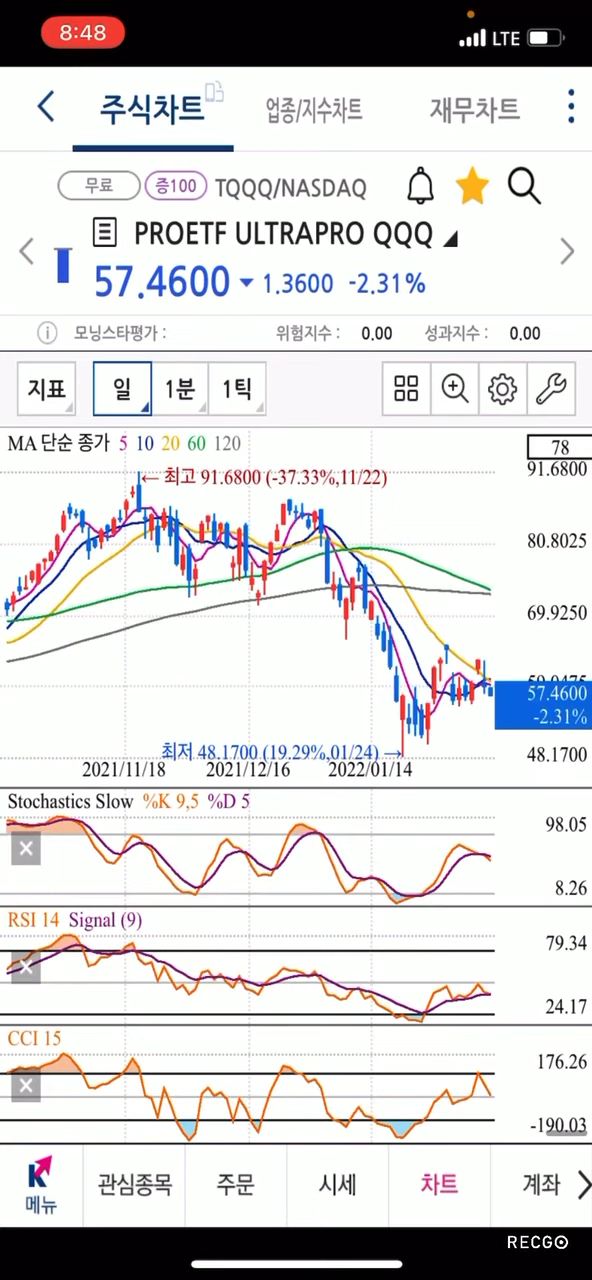 8:48
LTE
주식차트 업종/지수차트 재무차트
무료 증100 TQQQ/NASDAQ
PROETF ULTRAPRO QQQ
57.4600 1.3600 -2.31%
모닝스타평가 : 위험지수 : 0.00 성과지수 : 0.00
지표 일 1분 1틱
MA 단순 종가 5 10 20 60 120
78
91.6800
← 최고 91.6800 (-37.33%,11/22)
80.8025
69.9250
57.4600
-2.31%
최저 48.1700 (19.29%,01/24) →
48.1700
2021/11/18 2021/12/16 2022/01/14
Stochastics Slow %K 9,5 %D 5
98.05
8.26
RSI 14 Signal (9)
79.34
24.17
CCI 15
176.26
-190.03
K
메뉴 관심종목 주문 시세 차트 계좌
RECGO